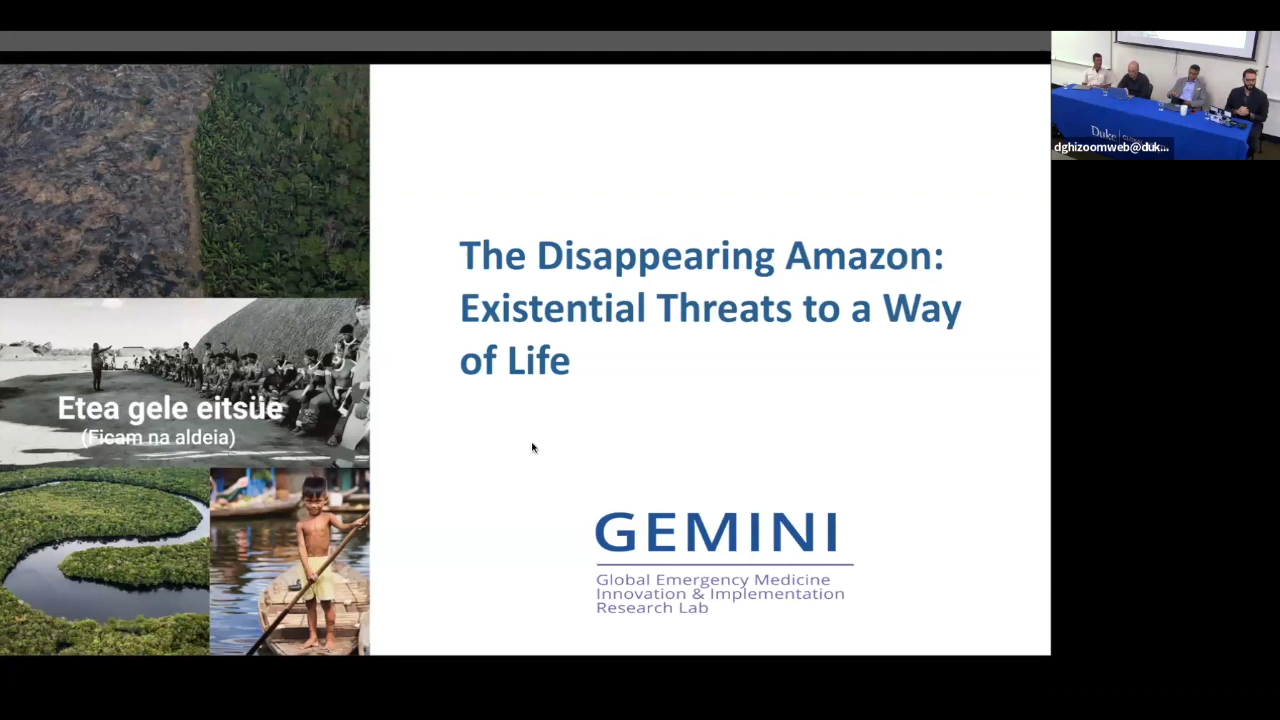 The Disappearing Amazon:
Existential Threats to a Way
of Life
Etea gele eitsüe
(Ficam na aldeia)
GEMINI
Global Emergency Medicine
Innovation & Implementation
Research Lab
Duke
dghizoomweb@duk...